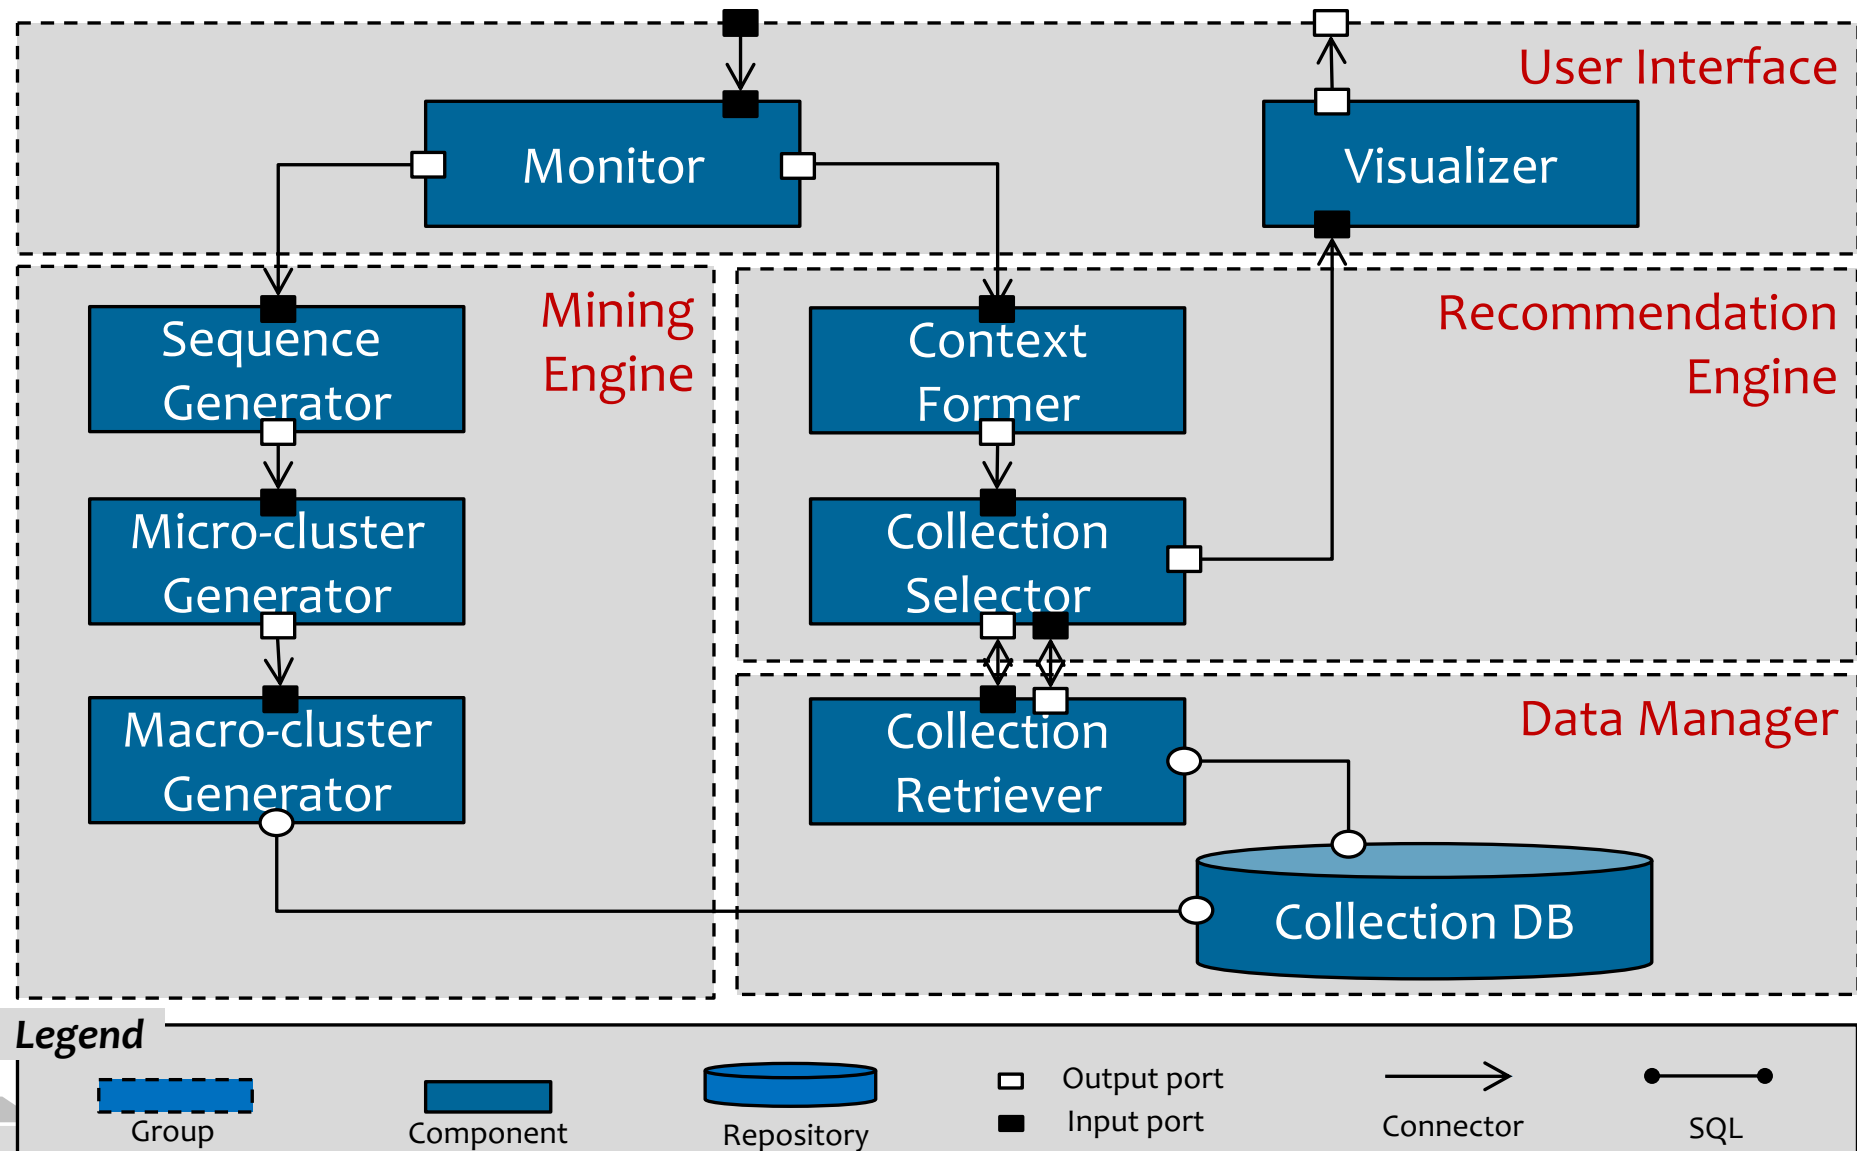 User Interface
Monitor
Visualizer
Mining
Engine
Sequence
Generator
Micro-cluster
Generator
Macro-cluster
Generator
Recommendation
Engine
Context
Former
Collection
Selector
Data Manager
Collection
Retriever
Collection DB
Legend
Group
Component
Repository
Output port
Input port
Connector
SQL